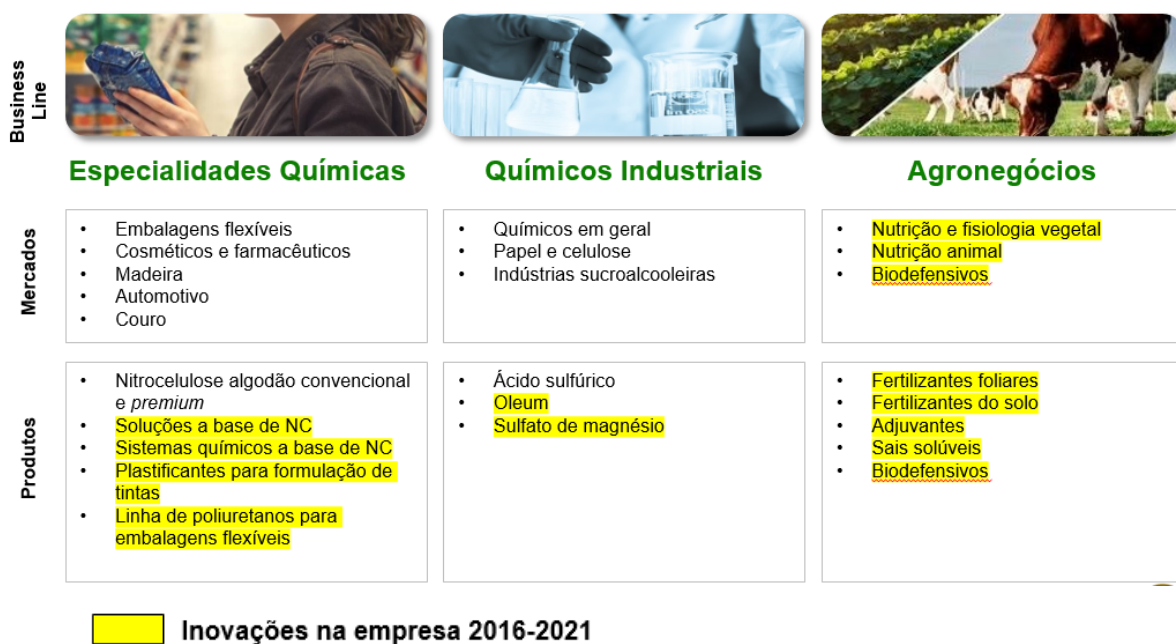 Business
Line
Especialidades Químicas
Químicos Industriais
Agronegócios
Mercados
• Embalagens flexíveis
• Cosméticos e farmacêuticos
• Madeira
• Automotivo
• Couro
• Químicos em geral
• Papel e celulose
• Indústrias sucroalcooleiras
• Nutrição e fisiologia vegetal
• Nutrição animal
• Biodefensivos
Produtos
• Nitrocelulose algodão convencional
e premium
• Soluções a base de NC
• Sistemas químicos a base de NC
• Plastificantes para formulação de
tintas
• Linha de poliuretanos para
embalagens flexíveis
• Ácido sulfúrico
• Oleum
• Sulfato de magnésio
• Fertilizantes foliares
• Fertilizantes do solo
• Adjuvantes
• Sais solúveis
• Biodefensivos
Inovações na empresa 2016-2021